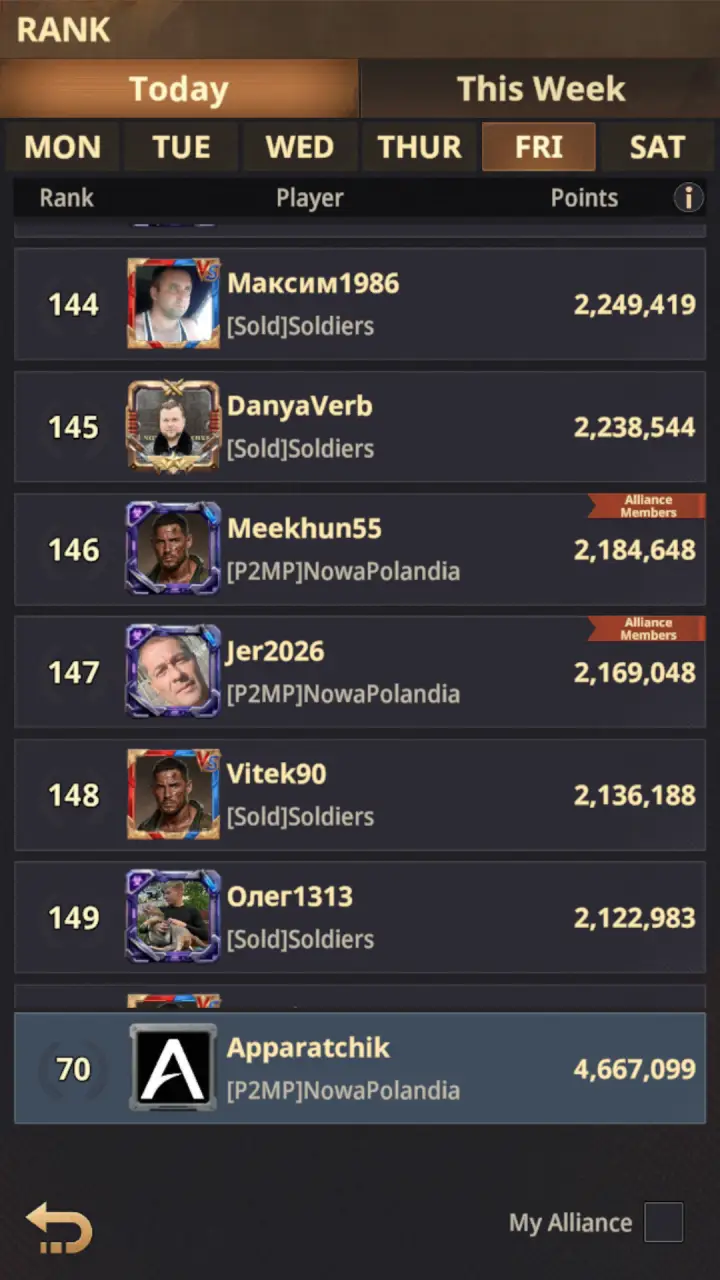 RANK
Today
This Week
MON TUE WED THUR FRI SAT
Rank Player Points i
144 Максим1986 2,249,419
[Sold]Soldiers
145 DanyaVerb 2,238,544
[Sold]Soldiers
Alliance Members
146 Meekhun55 2,184,648
[P2MP]NowaPolandia
Alliance Members
147 Jer2026 2,169,048
[P2MP]NowaPolandia
148 Vitek90 2,136,188
[Sold]Soldiers
149 Олег1313 2,122,983
[Sold]Soldiers
70 Apparatchik 4,667,099
[P2MP]NowaPolandia
My Alliance